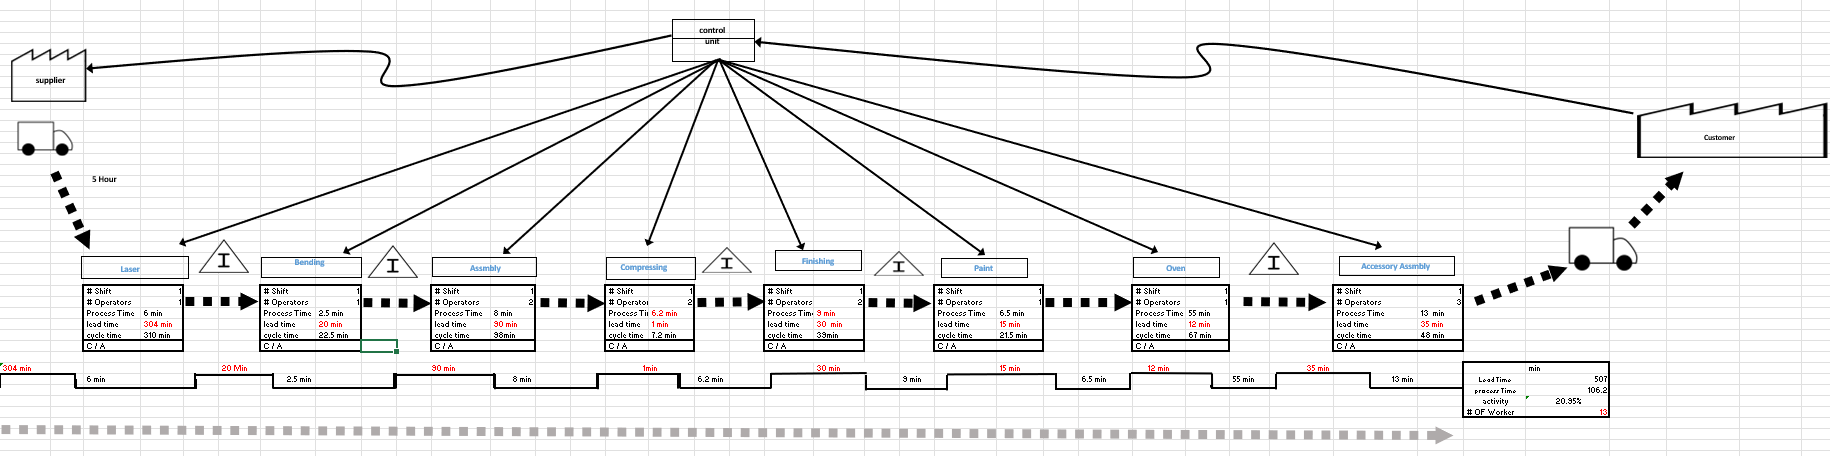 control
unit
supplier
Customer
5 Hour
Laser
I
Bending
I
Assmbly
Compressing
I
Finishing
I
Paint
Oven
I
Accessory Assmbly
# Shift 1
# Operators 1
Process Time 6 min
lead time 304 min
cycle time 310 min
C / A
# Shift 1
# Operators 1
Process Time 2.5 min
lead time 20 min
cycle time 22.5 min
C / A
# Shift 1
# Operators 2
Process Time 8 min
lead time 90 min
cycle time 98min
C / A
# Shift 1
# Operator 2
Process Ti 6.2 min
lead time 1 min
cycle time 7.2 min
C / A
# Shift 1
# Operators 2
Process Tim 9 min
lead time 30 min
cycle time 39min
C / A
# Shift 1
# Operators 1
Process Time 6.5 min
lead time 15 min
cycle time 21.5 min
C / A
# Shift 1
# Operators 1
Process Time 55 min
lead time 12 min
cycle time 67 min
C / A
# Shift 1
# Operators 3
Process Time 13 min
lead time 35 min
cycle time 48 min
C / A
304 min 20 Min 90 min 1min 30 min 15 min 12 min 35 min
6 min 2.5 min 8 min 6.2 min 9 min 6.5 min 55 min 13 min
min
Lead Time 507
process Time 106.2
activity 20.95%
# OF Worker 13